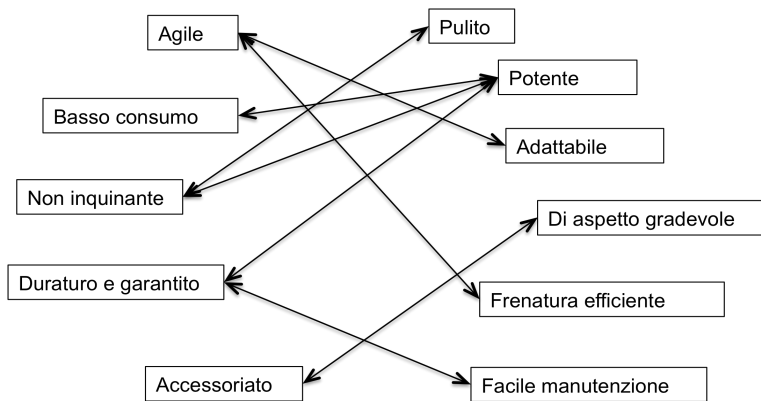 Agile
Pulito
Potente
Basso consumo
Adattabile
Non inquinante
Di aspetto gradevole
Duraturo e garantito
Frenatura efficiente
Accessoriato
Facile manutenzione